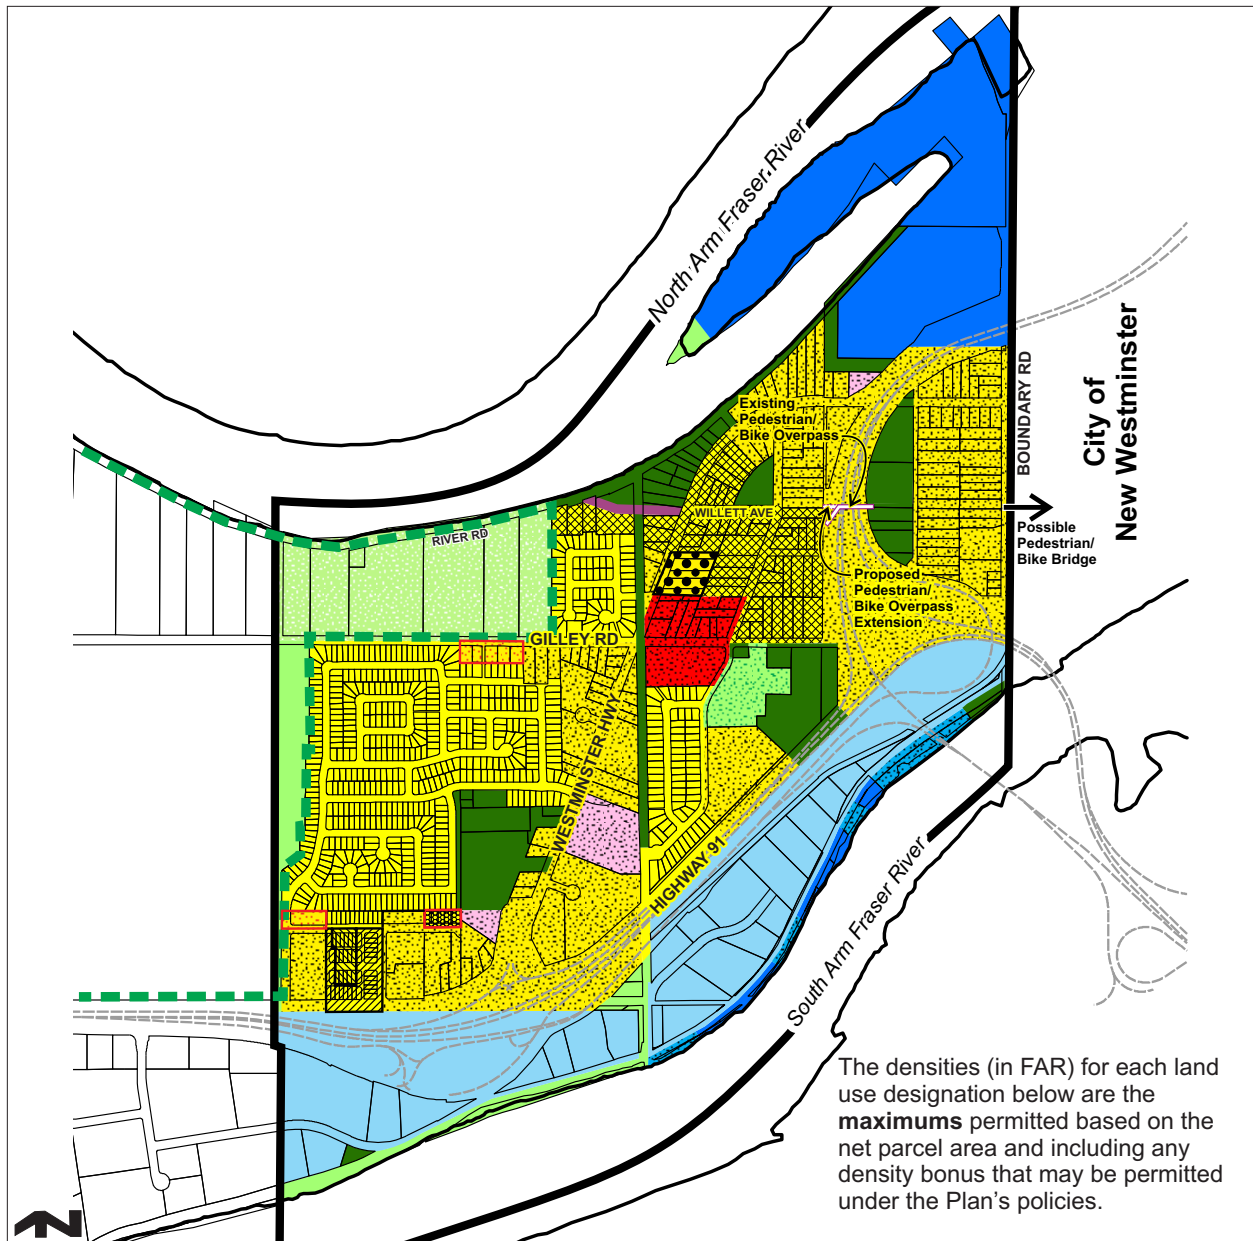 North Arm Fraser River
City of
New Westminster
BOUNDARY RD
Existing
Pedestrian/
Bike Overpass
WILLETT AVE
Possible
Pedestrian/
Bike Bridge
RIVER RD
Proposed
Pedestrian/
Bike Overpass
Extension
GILLEY RD
WESTMINSTER HWY
HIGHWAY 91
South Arm Fraser River
The densities (in FAR) for each land
use designation below are the
maximums permitted based on the
net parcel area and including any
density bonus that may be permitted
under the Plan's policies.